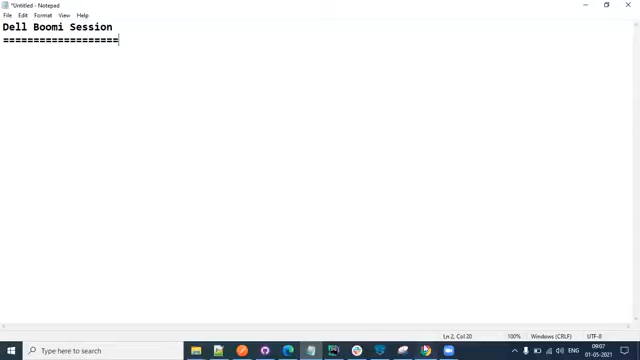 *Untitled - Notepad
File Edit Format View Help
Dell Boomi Session
===================
Ln 2, Col 20 100% Windows (CRLF) UTF-8
Type here to search
ENG
09:07
01-05-2021